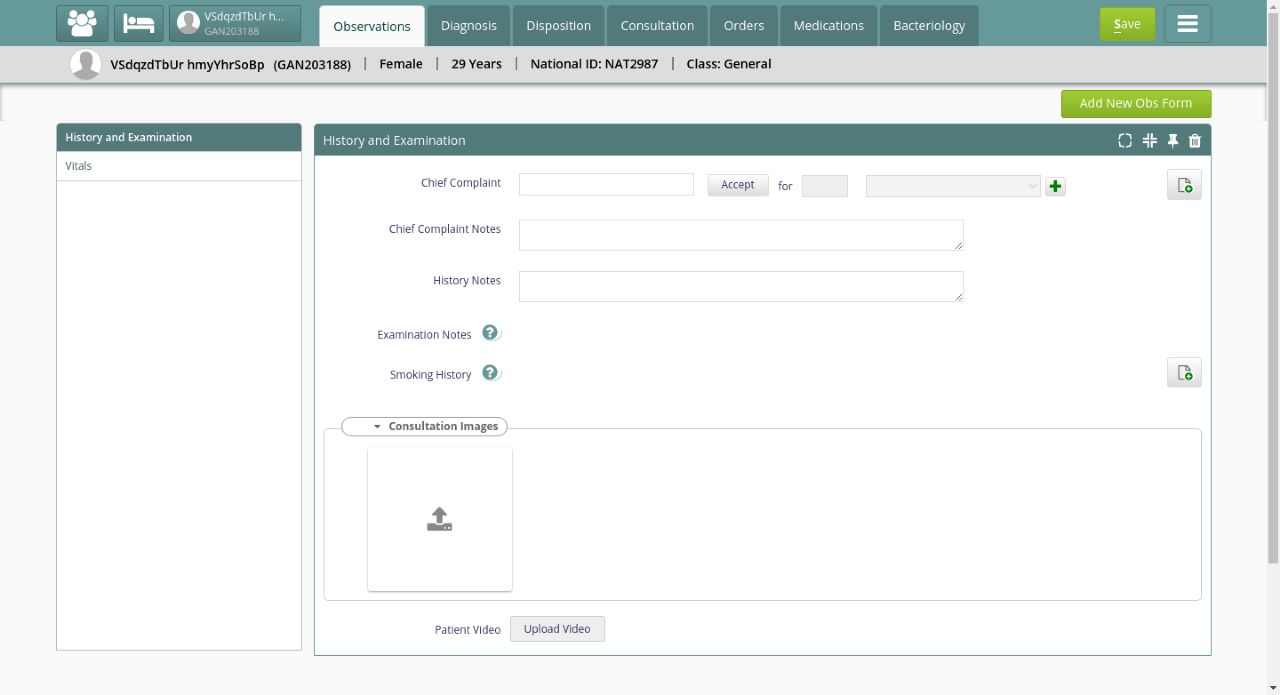 VSdqzdTbUr h...
GAN203188
Observations
Diagnosis
Disposition
Consultation
Orders
Medications
Bacteriology
Save
VSdqzdTbUr hmyYhrSoBp (GAN203188) | Female | 29 Years | National ID: NAT2987 | Class: General
Add New Obs Form
History and Examination
Vitals
History and Examination
Chief Complaint
Accept
for
Chief Complaint Notes
History Notes
Examination Notes
Smoking History
Consultation Images
Patient Video
Upload Video